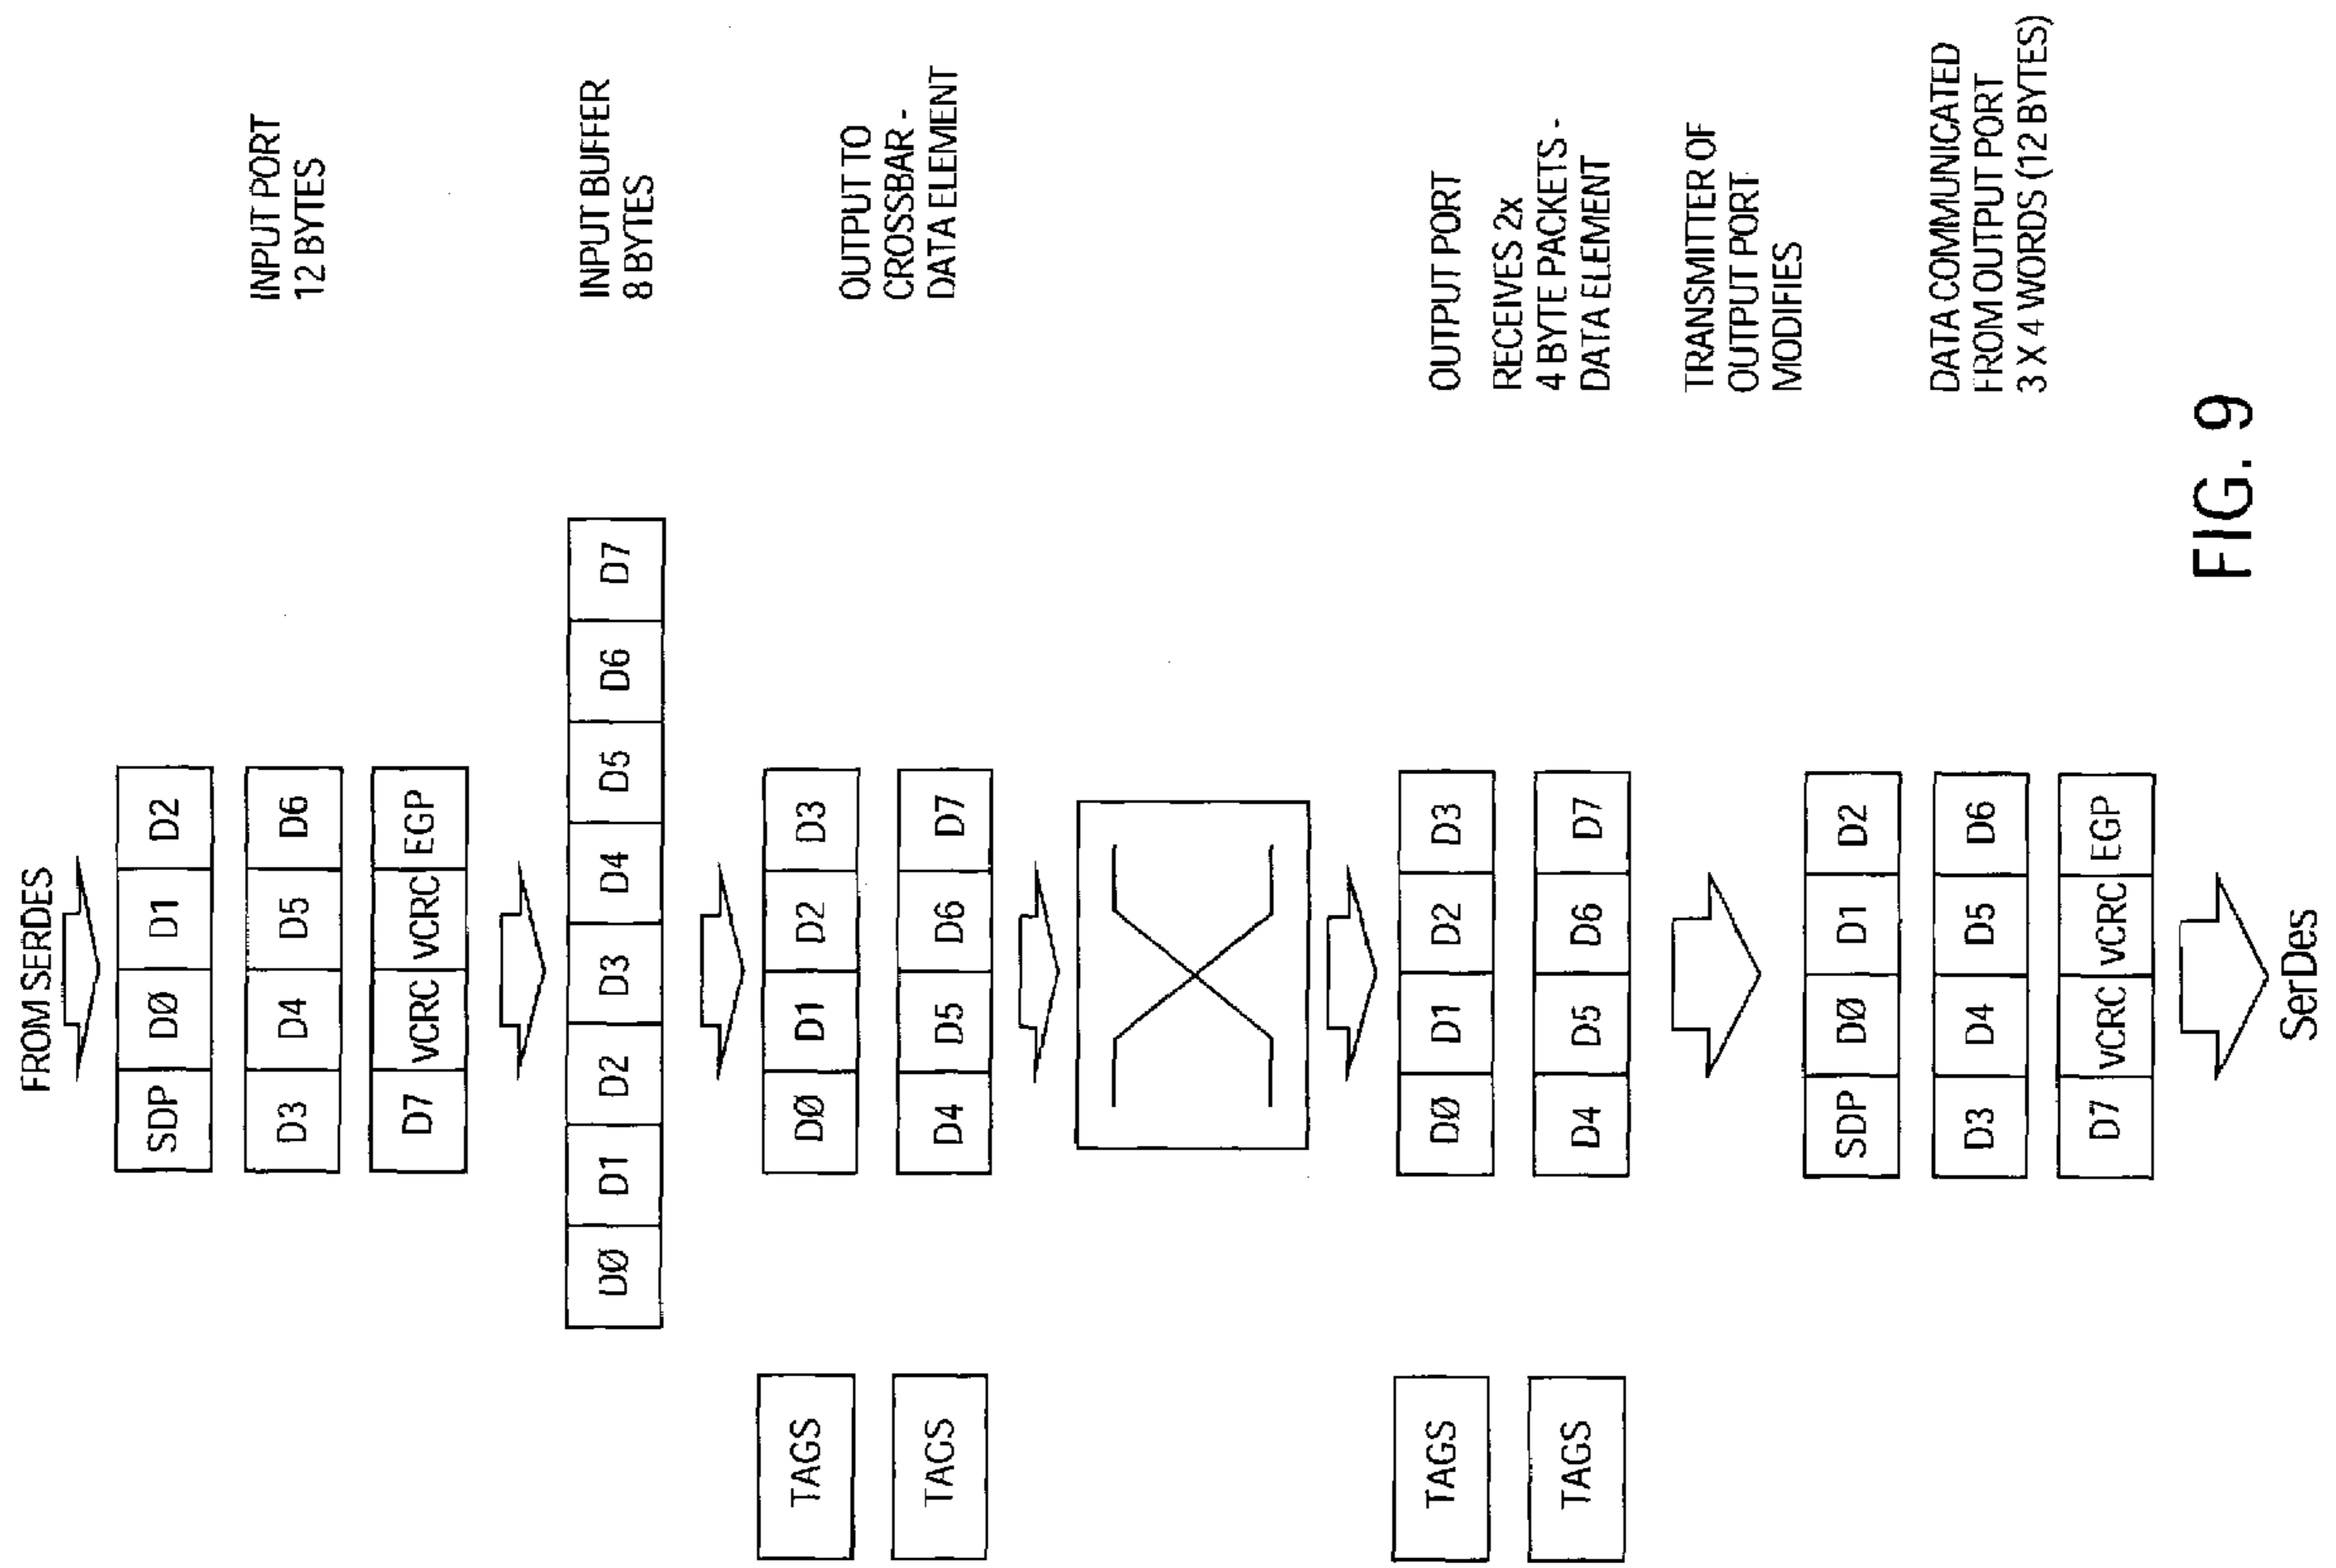 FROM SERDES
SDP DØ D1 D2
D3 D4 D5 D6
D7 VCRC VCRC EGP
INPUT PORT
12 BYTES
DØ D1 D2 D3 D4 D5 D6 D7
INPUT BUFFER
8 BYTES
TAGS DØ D1 D2 D3
TAGS D4 D5 D6 D7
OUTPUT TO
CROSSBAR -
DATA ELEMENT
TAGS DØ D1 D2 D3
TAGS D4 D5 D6 D7
OUTPUT PORT
RECEIVES 2x
4 BYTE PACKETS -
DATA ELEMENT
TRANSMITTER OF
OUTPUT PORT
MODIFIES
SDP DØ D1 D2
D3 D4 D5 D6
D7 VCRC VCRC EGP
DATA COMMUNICATED
FROM OUTPUT PORT
3 X 4 WORDS (12 BYTES)
SerDes
FIG. 9